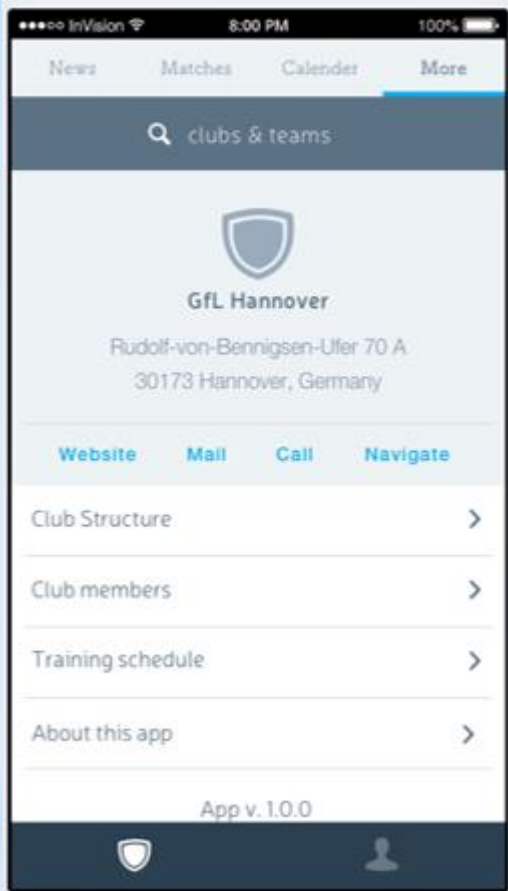 InVision 8:00 PM 100%
News Matches Calender More
clubs & teams
GfL Hannover
Rudolf-von-Bennigsen-Ufer 70 A
30173 Hannover, Germany
Website Mail Call Navigate
Club Structure
Club members
Training schedule
About this app
App v. 1.0.0